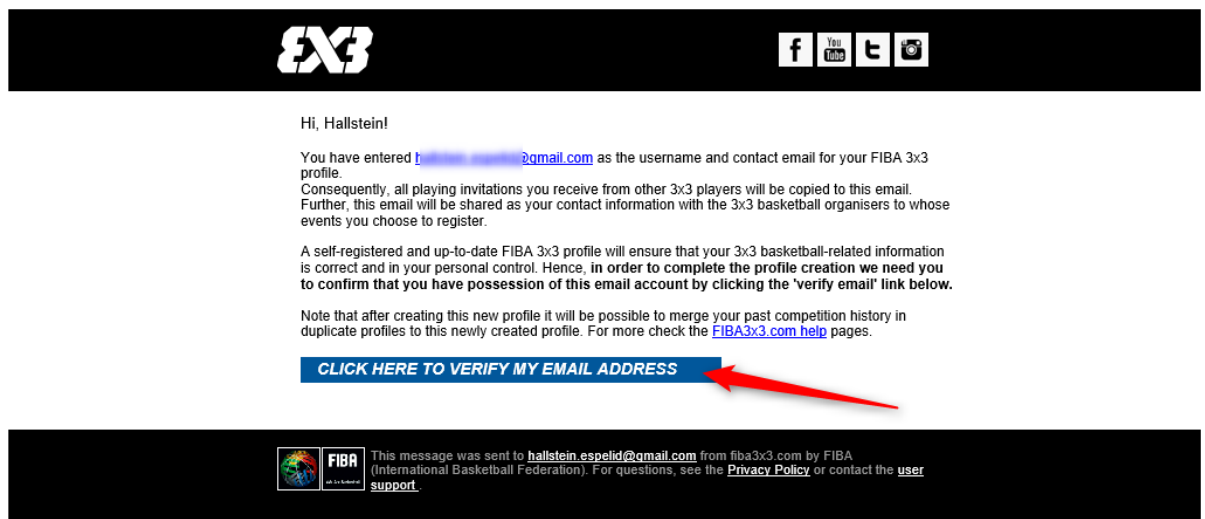 3X3
f
You
Tube
t
Hi, Hallstein!
You have entered @gmail.com as the username and contact email for your FIBA 3x3
profile.
Consequently, all playing invitations you receive from other 3x3 players will be copied to this email.
Further, this email will be shared as your contact information with the 3x3 basketball organisers to whose
events you choose to register.
A self-registered and up-to-date FIBA 3x3 profile will ensure that your 3x3 basketball-related information
is correct and in your personal control. Hence, in order to complete the profile creation we need you
to confirm that you have possession of this email account by clicking the 'verify email' link below.
Note that after creating this new profile it will be possible to merge your past competition history in
duplicate profiles to this newly created profile. For more check the FIBA3x3.com help pages.
CLICK HERE TO VERIFY MY EMAIL ADDRESS
FIBA
This message was sent to hallstein.espelid@gmail.com from fiba3x3.com by FIBA
(International Basketball Federation). For questions, see the Privacy Policy or contact the user
support .